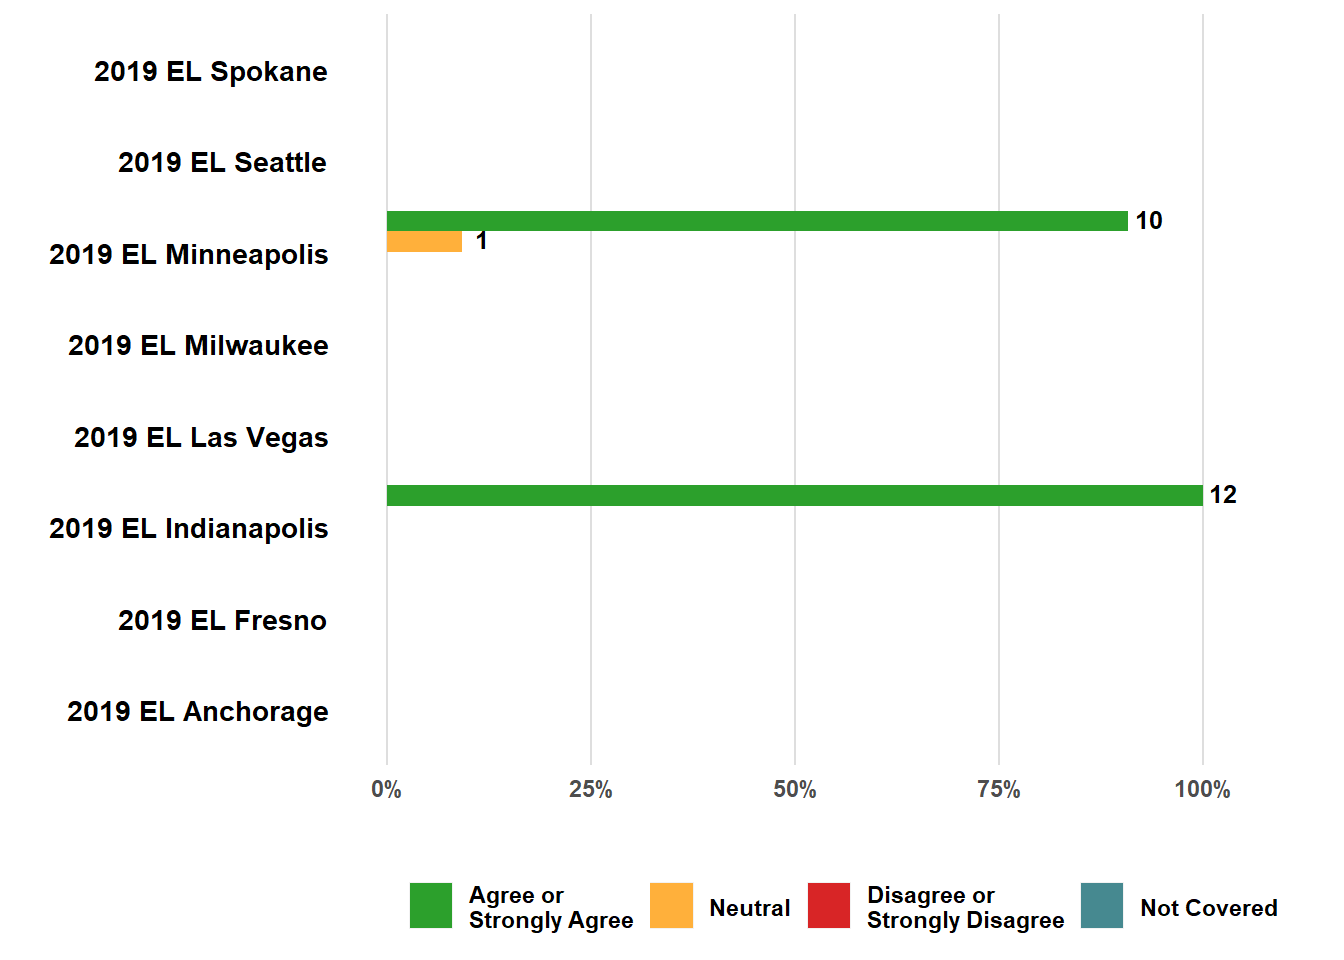 2019 EL Spokane
2019 EL Seattle
10
1
2019 EL Minneapolis
2019 EL Milwaukee
2019 EL Las Vegas
12
2019 EL Indianapolis
2019 EL Fresno
2019 EL Anchorage
0% 25% 50% 75% 100%
Agree or
Strongly Agree
Neutral
Disagree or
Strongly Disagree
Not Covered